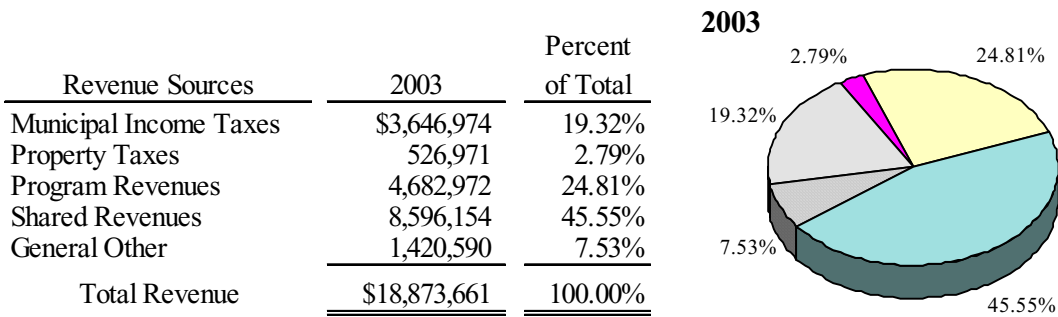 Percent
Revenue Sources 2003 of Total
Municipal Income Taxes $3,646,974 19.32%
Property Taxes 526,971 2.79%
Program Revenues 4,682,972 24.81%
Shared Revenues 8,596,154 45.55%
General Other 1,420,590 7.53%
Total Revenue $18,873,661 100.00%
2003
2.79% 24.81%
19.32%
7.53%
45.55%